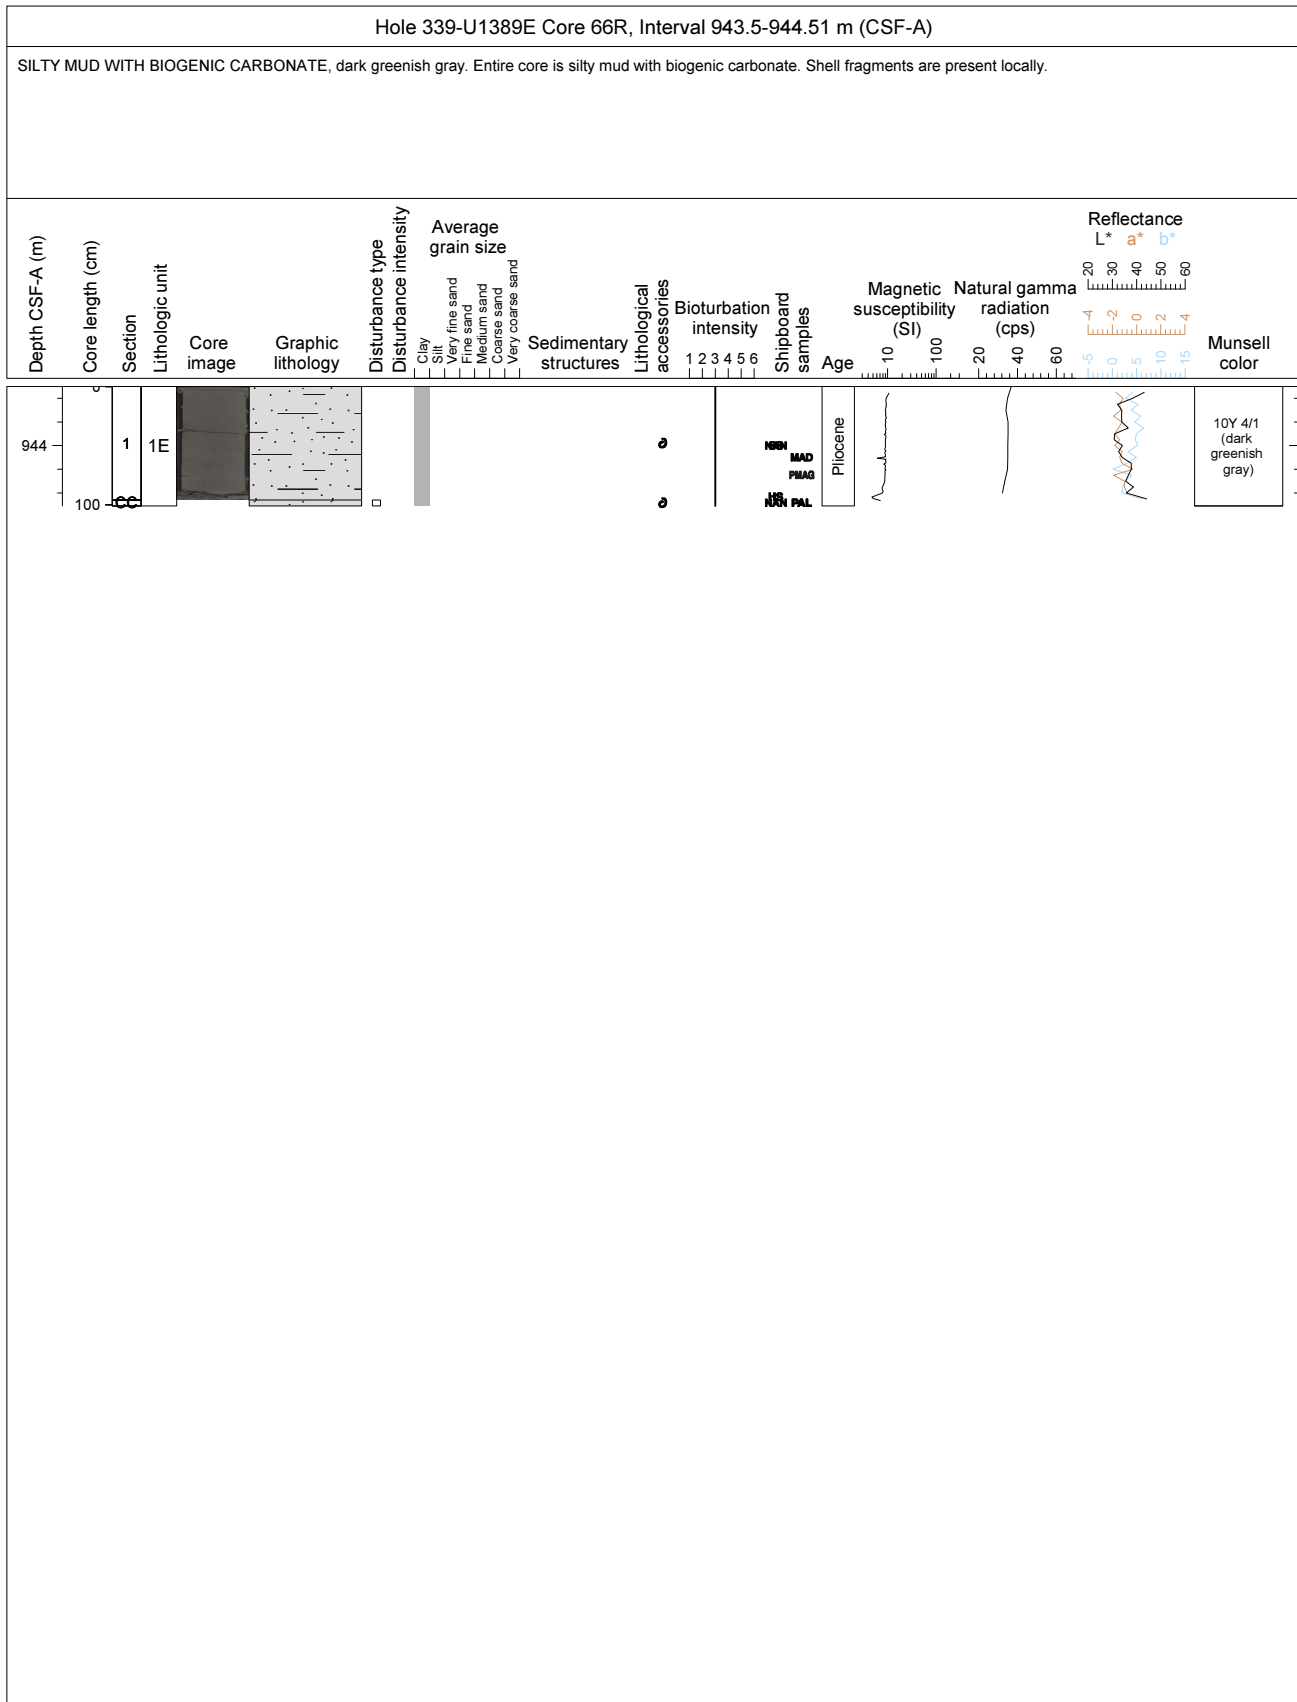 Hole 339-U1389E Core 66R, Interval 943.5-944.51 m (CSF-A)
SILTY MUD WITH BIOGENIC CARBONATE, dark greenish gray. Entire core is silty mud with biogenic carbonate. Shell fragments are present locally.
Depth CSF-A (m)
Core length (cm)
Section
Lithologic unit
Core
image
Graphic
lithology
Disturbance type
Disturbance intensity
Average
grain size
Clay
Silt
Very fine sand
Fine sand
Medium sand
Coarse sand
Very coarse sand
Sedimentary
structures
Lithological
accessories
Bioturbation
intensity
1 2 3 4 5 6
Shipboard
samples
Age
Magnetic
susceptibility
(SI)
10 100
Natural gamma
radiation
(cps)
20 40 60
Reflectance
L* a* b*
20 30 40 50 60
-4 -2 0 2 4
-5 0 5 10 15
Munsell
color
0
944
100
1
CC
1E
MAD
PMAG
HS
NAN PAL
Pliocene
10Y 4/1
(dark
greenish
gray)